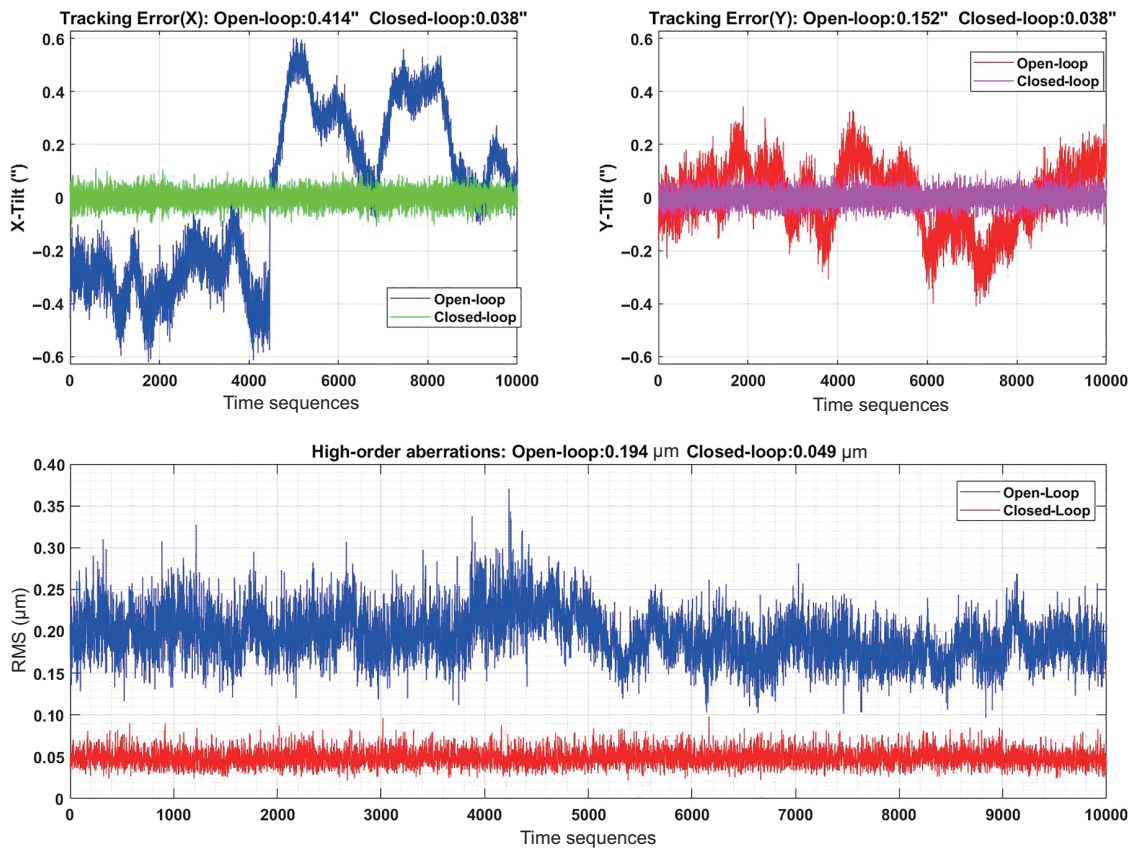 Tracking Error(X): Open-loop:0.414" Closed-loop:0.038"
0.6
0.4
0.2
0
−0.2
−0.4
−0.6
X-Tilt (")
Open-loop
Closed-loop
0 2000 4000 6000 8000 10000
Time sequences
Tracking Error(Y): Open-loop:0.152" Closed-loop:0.038"
0.6
0.4
0.2
0
−0.2
−0.4
−0.6
Y-Tilt (")
Open-loop
Closed-loop
0 2000 4000 6000 8000 10000
Time sequences
High-order aberrations: Open-loop:0.194 μm Closed-loop:0.049 μm
0.40
0.35
0.30
0.25
0.20
0.15
0.10
0.05
0
RMS (μm)
Open-Loop
Closed-Loop
0 1000 2000 3000 4000 5000 6000 7000 8000 9000 10000
Time sequences